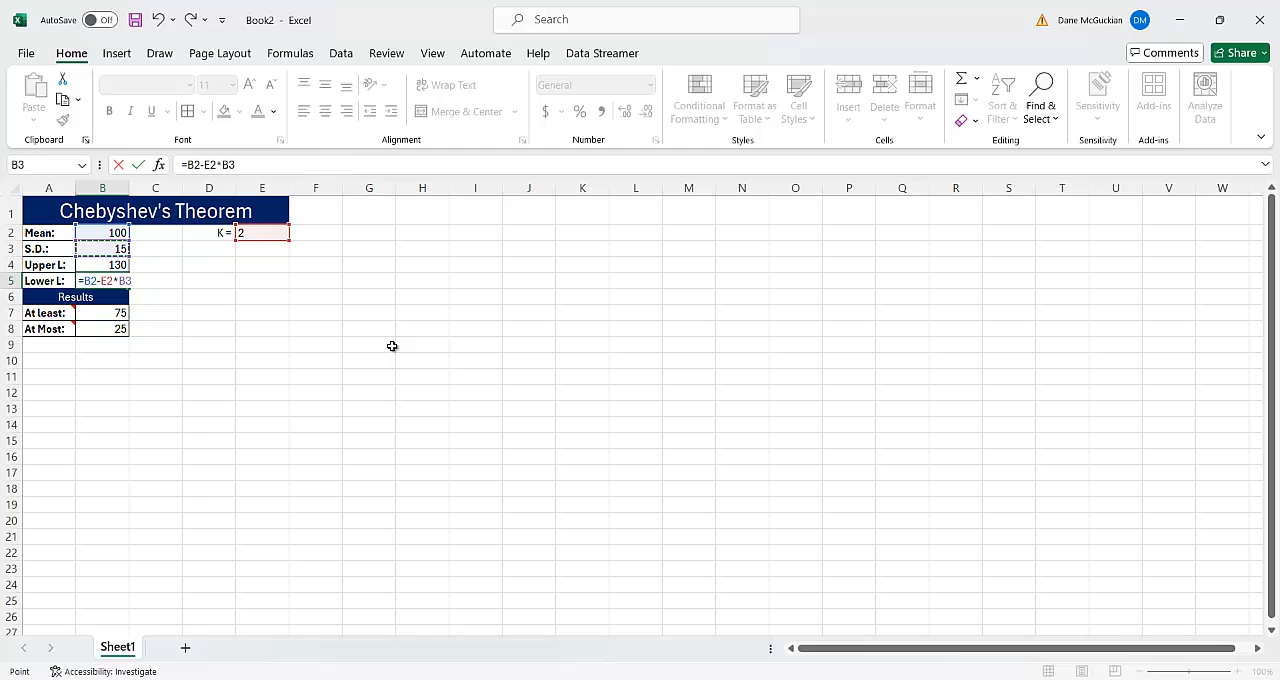 AutoSave Off Book2 - Excel Search Dane McGuckian DM
File Home Insert Draw Page Layout Formulas Data Review View Automate Help Data Streamer Comments Share
Paste 11 A A Wrap Text General Conditional Formatting Format as Table Cell Styles Insert Delete Format Sort & Filter Find & Select Sensitivity Add-ins Analyze Data
B I U A Merge & Center $ % 9
Clipboard Font Alignment Number Styles Cells Editing Sensitivity Add-ins
B3 fx =B2-E2*B3
A B C D E F G H I J K L M N O P Q R S T U V W
1 Chebyshev's Theorem
2 Mean: 100 K = 2
3 S.D.: 15
4 Upper L: 130
5 Lower L: =B2-E2*B3
6 Results
7 At least: 75
8 At Most: 25
9
10
11
12
13
14
15
16
17
18
19
20
21
22
23
24
25
26
27
Sheet1
Point Accessibility: Investigate 100%